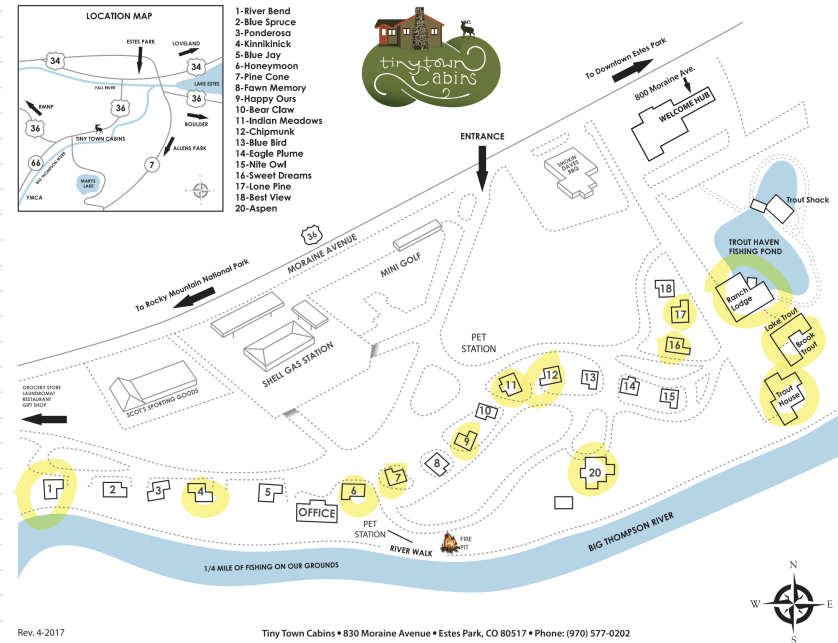 LOCATION MAP
ESTES PARK
LOVELAND
34
34
FALL RIVER
LAKE ESTES
36
36
RMNP
BOULDER
36
TINY TOWN CABINS
ALLENS PARK
66
BIG THOMPSON RIVER
7
MARYS
LAKE
YMCA
1-River Bend
2-Blue Spruce
3-Ponderosa
4-Kinnikinick
5-Blue Jay
6-Honeymoon
7-Pine Cone
8-Fawn Memory
9-Happy Ours
10-Bear Claw
11-Indian Meadows
12-Chipmunk
13-Blue Bird
14-Eagle Plume
15-Nite Owl
16-Sweet Dreams
17-Lone Pine
18-Best View
20-Aspen
tiny town
Cabins
To Downtown Estes Park
800 Moraine Ave.
WELCOME HUB
ENTRANCE
SMOKIN'
DAVES
BBQ
Trout Shack
TROUT HAVEN
FISHING POND
36
MORAINE AVENUE
MINI GOLF
To Rocky Mountain National Park
Ranch
Lodge
18
17
16
Lake Trout
Brook
Trout
Trout
House
SHELL GAS STATION
PET
STATION
SCOT'S SPORTING GOODS
GROCERY STORE
LAUNDROMAT
RESTAURANT
GIFT SHOP
11
12
13
14
15
10
9
8
7
20
1
2
3
4
5
6
OFFICE
PET
STATION
RIVER WALK
FIRE
PIT
BIG THOMPSON RIVER
1/4 MILE OF FISHING ON OUR GROUNDS
N
W
E
S
Rev. 4-2017
Tiny Town Cabins • 830 Moraine Avenue • Estes Park, CO 80517 • Phone: (970) 577-0202